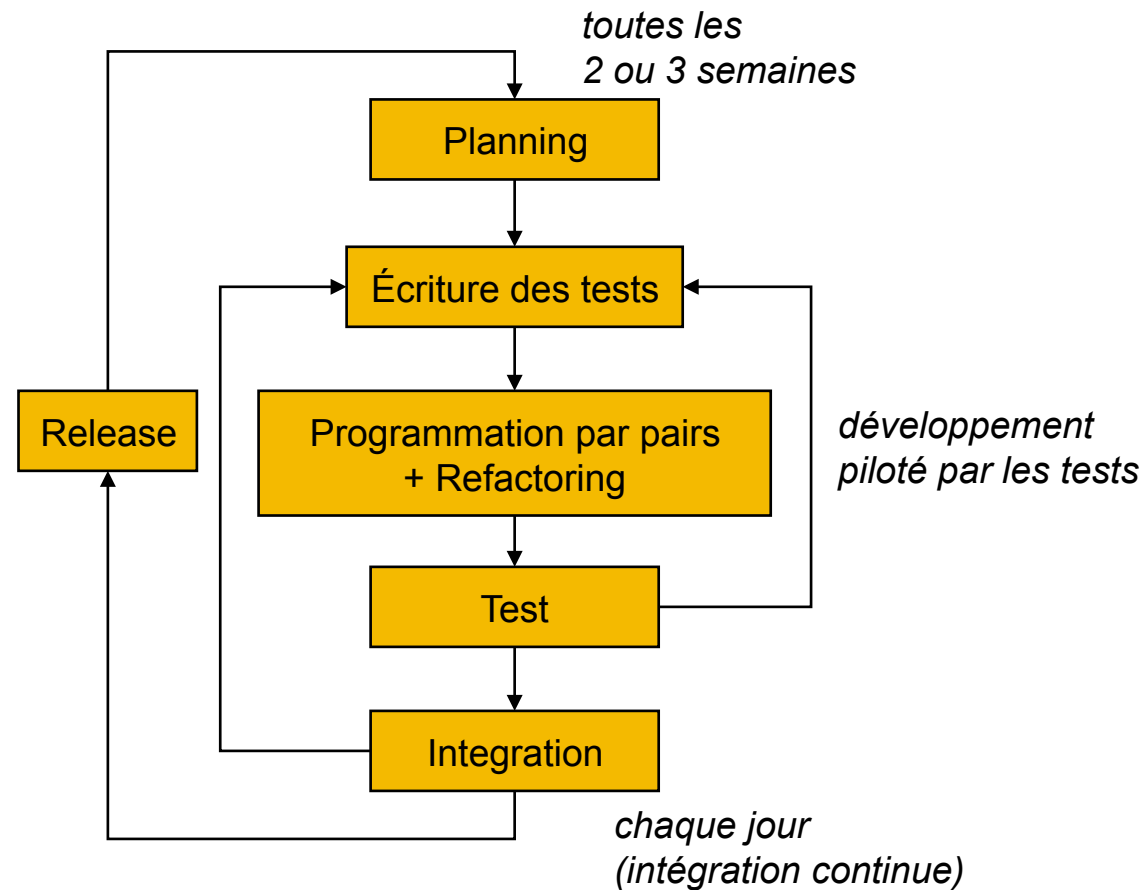 toutes les
2 ou 3 semaines
Planning
Écriture des tests
Release
Programmation par pairs
+ Refactoring
développement
piloté par les tests
Test
Integration
chaque jour
(intégration continue)